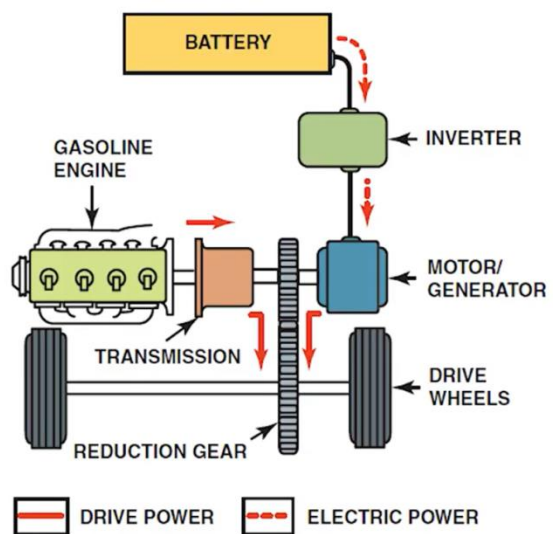 BATTERY
INVERTER
GASOLINE
ENGINE
MOTOR/
GENERATOR
TRANSMISSION
DRIVE
WHEELS
REDUCTION GEAR
DRIVE POWER
ELECTRIC POWER